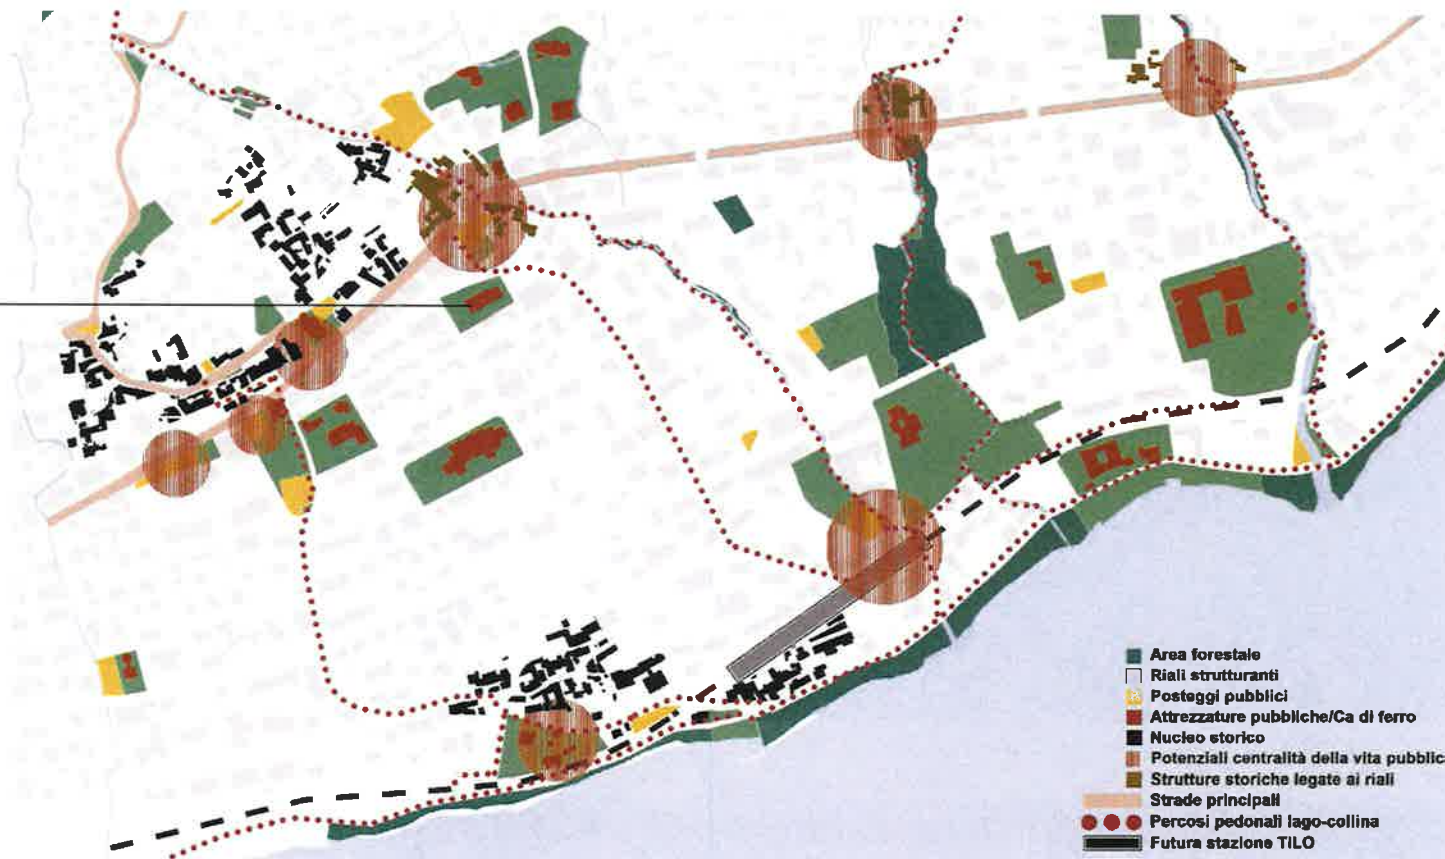 Area forestale
Riali strutturanti
Posteggi pubblici
Attrezzature pubbliche/Ca di ferro
Nucleo storico
Potenziali centralità della vita pubblic
Strutture storiche legate ai riali
Strade principali
Percosi pedonali lago-collina
Futura stazione TILO